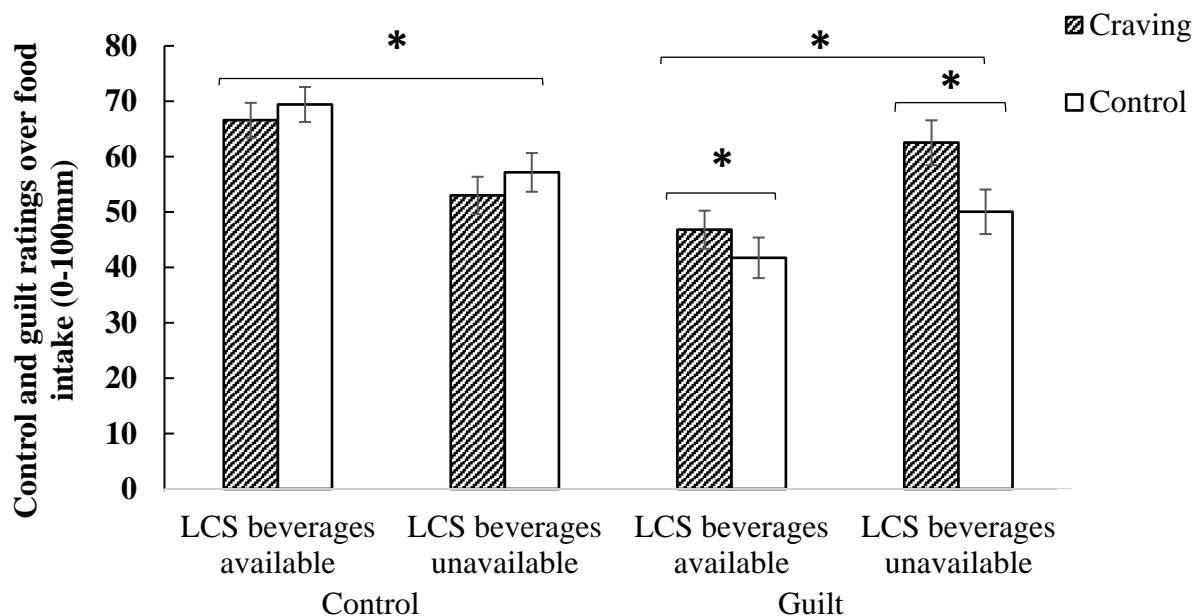 Control and guilt ratings over food
intake (0-100mm)
80
70
60
50
40
30
20
10
0
*
*
*
*
Craving
Control
LCS beverages
available
LCS beverages
unavailable
LCS beverages
available
LCS beverages
unavailable
Control
Guilt